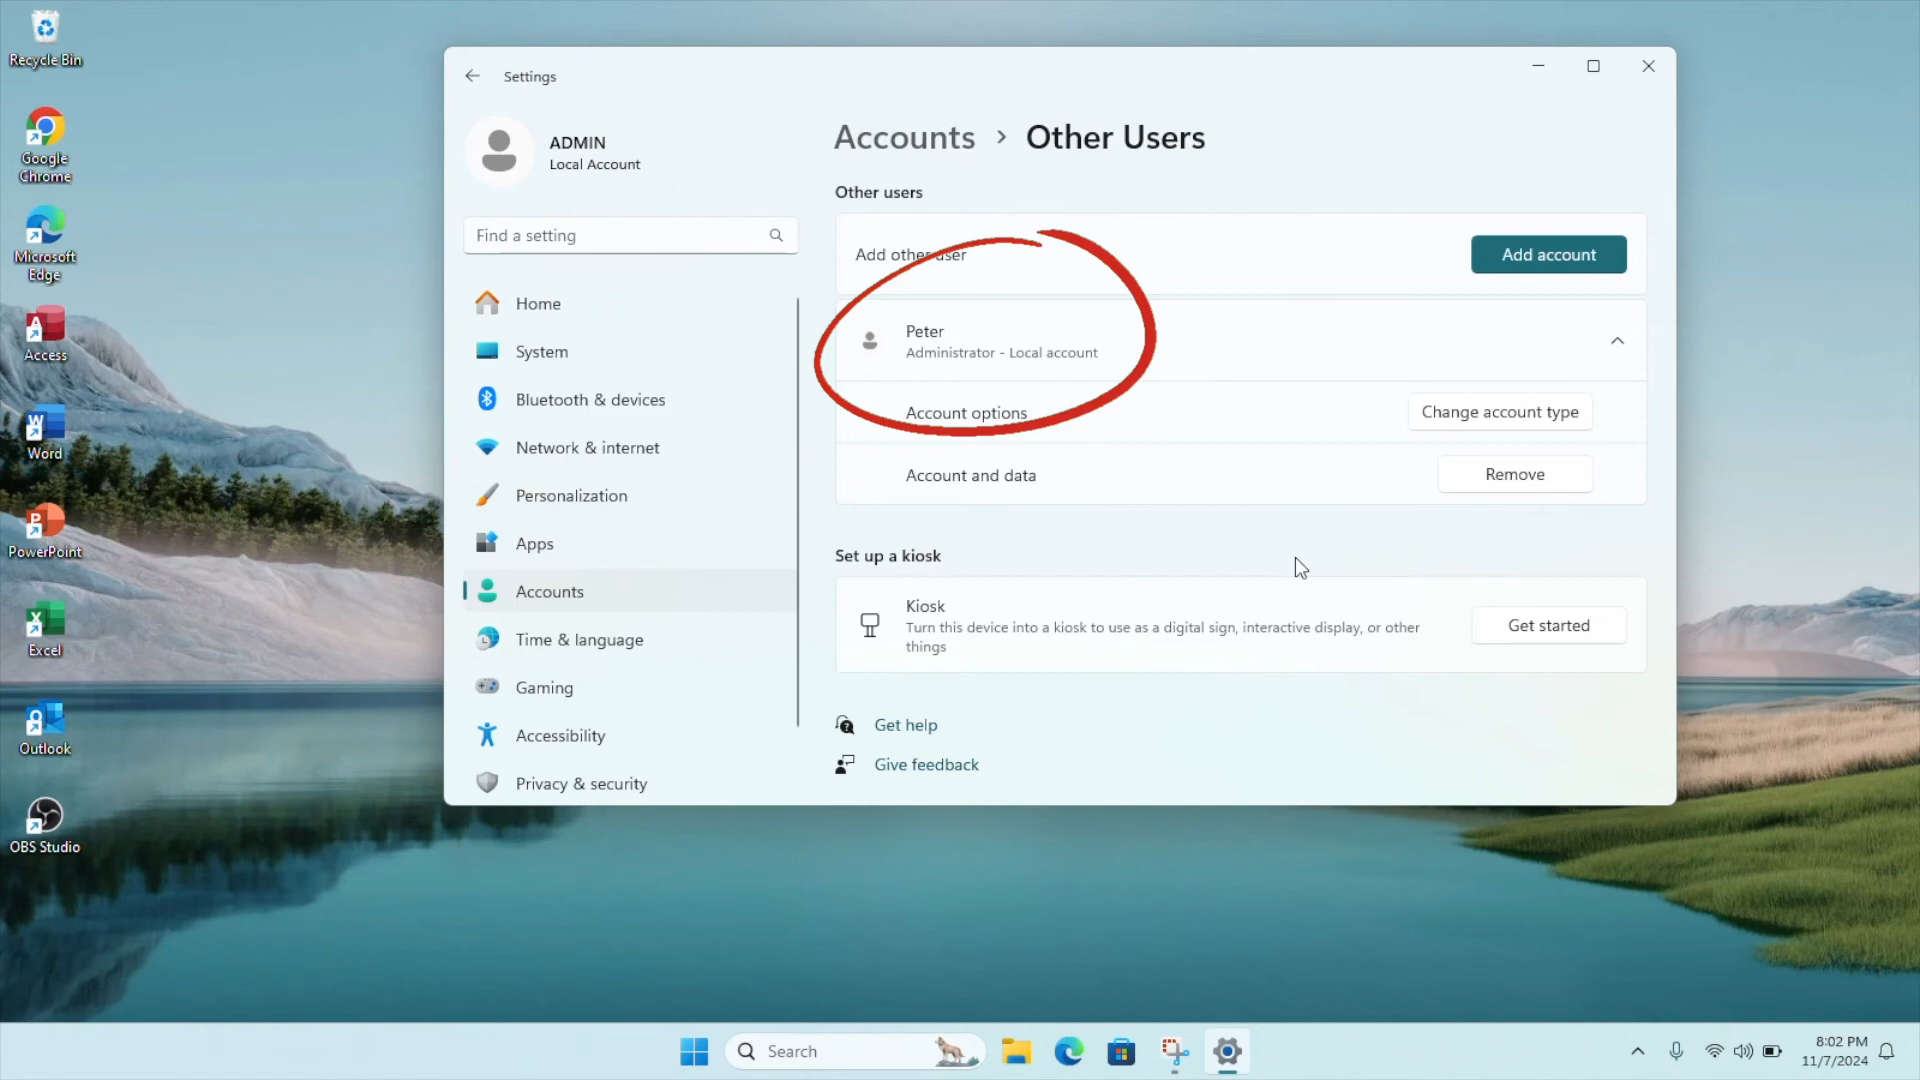 Recycle Bin
Google
Chrome
Microsoft
Edge
Access
Word
PowerPoint
Excel
Outlook
OBS Studio
Settings
ADMIN
Local Account
Find a setting
Home
System
Bluetooth & devices
Network & internet
Personalization
Apps
Accounts
Time & language
Gaming
Accessibility
Privacy & security
Accounts > Other Users
Other users
Add other user
Add account
Peter
Administrator - Local account
Account options
Change account type
Account and data
Remove
Set up a kiosk
Kiosk
Turn this device into a kiosk to use as a digital sign, interactive display, or other
things
Get started
Get help
Give feedback
Search
8:02 PM
11/7/2024